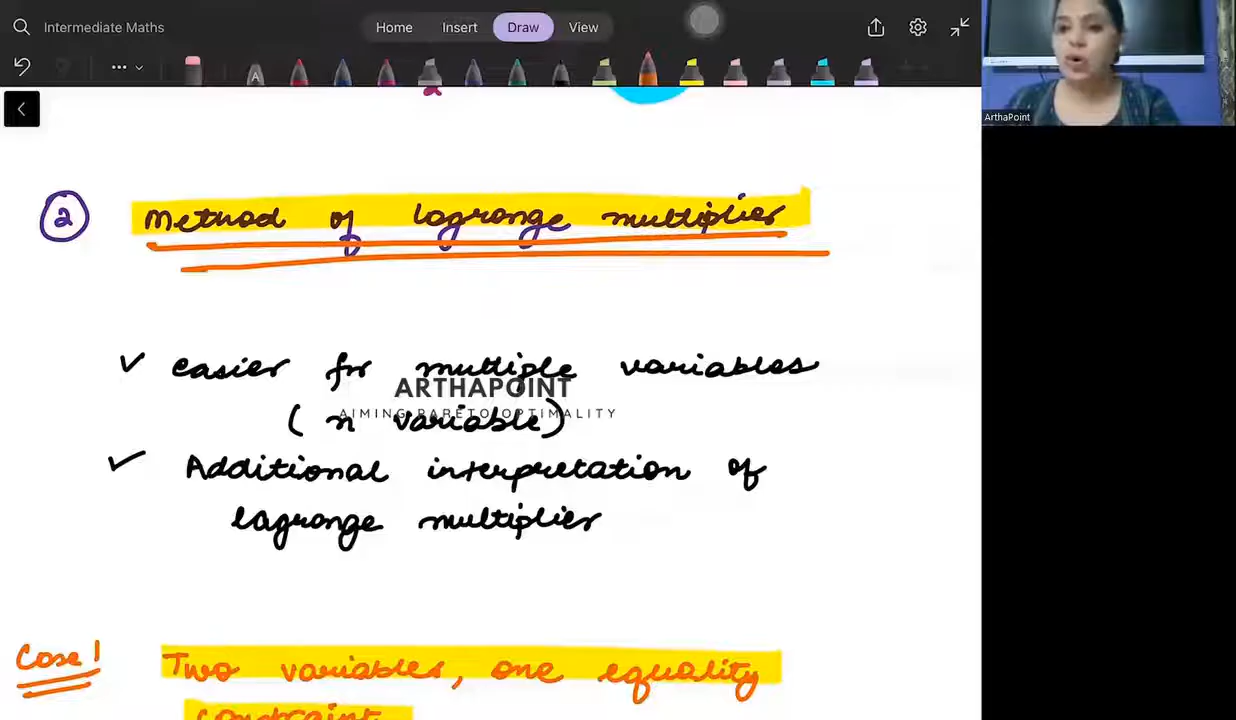 Intermediate Maths
Home Insert Draw View
A
ArthaPoint
2 Method of lagrange multiplier
✓ easier for multiple variables
ARTHAPOINT
AIMING PARETO OPTIMALITY
( n variable)
✓ Additional interpretation of
lagrange multiplier
Case 1 Two variables, one equality
constraint